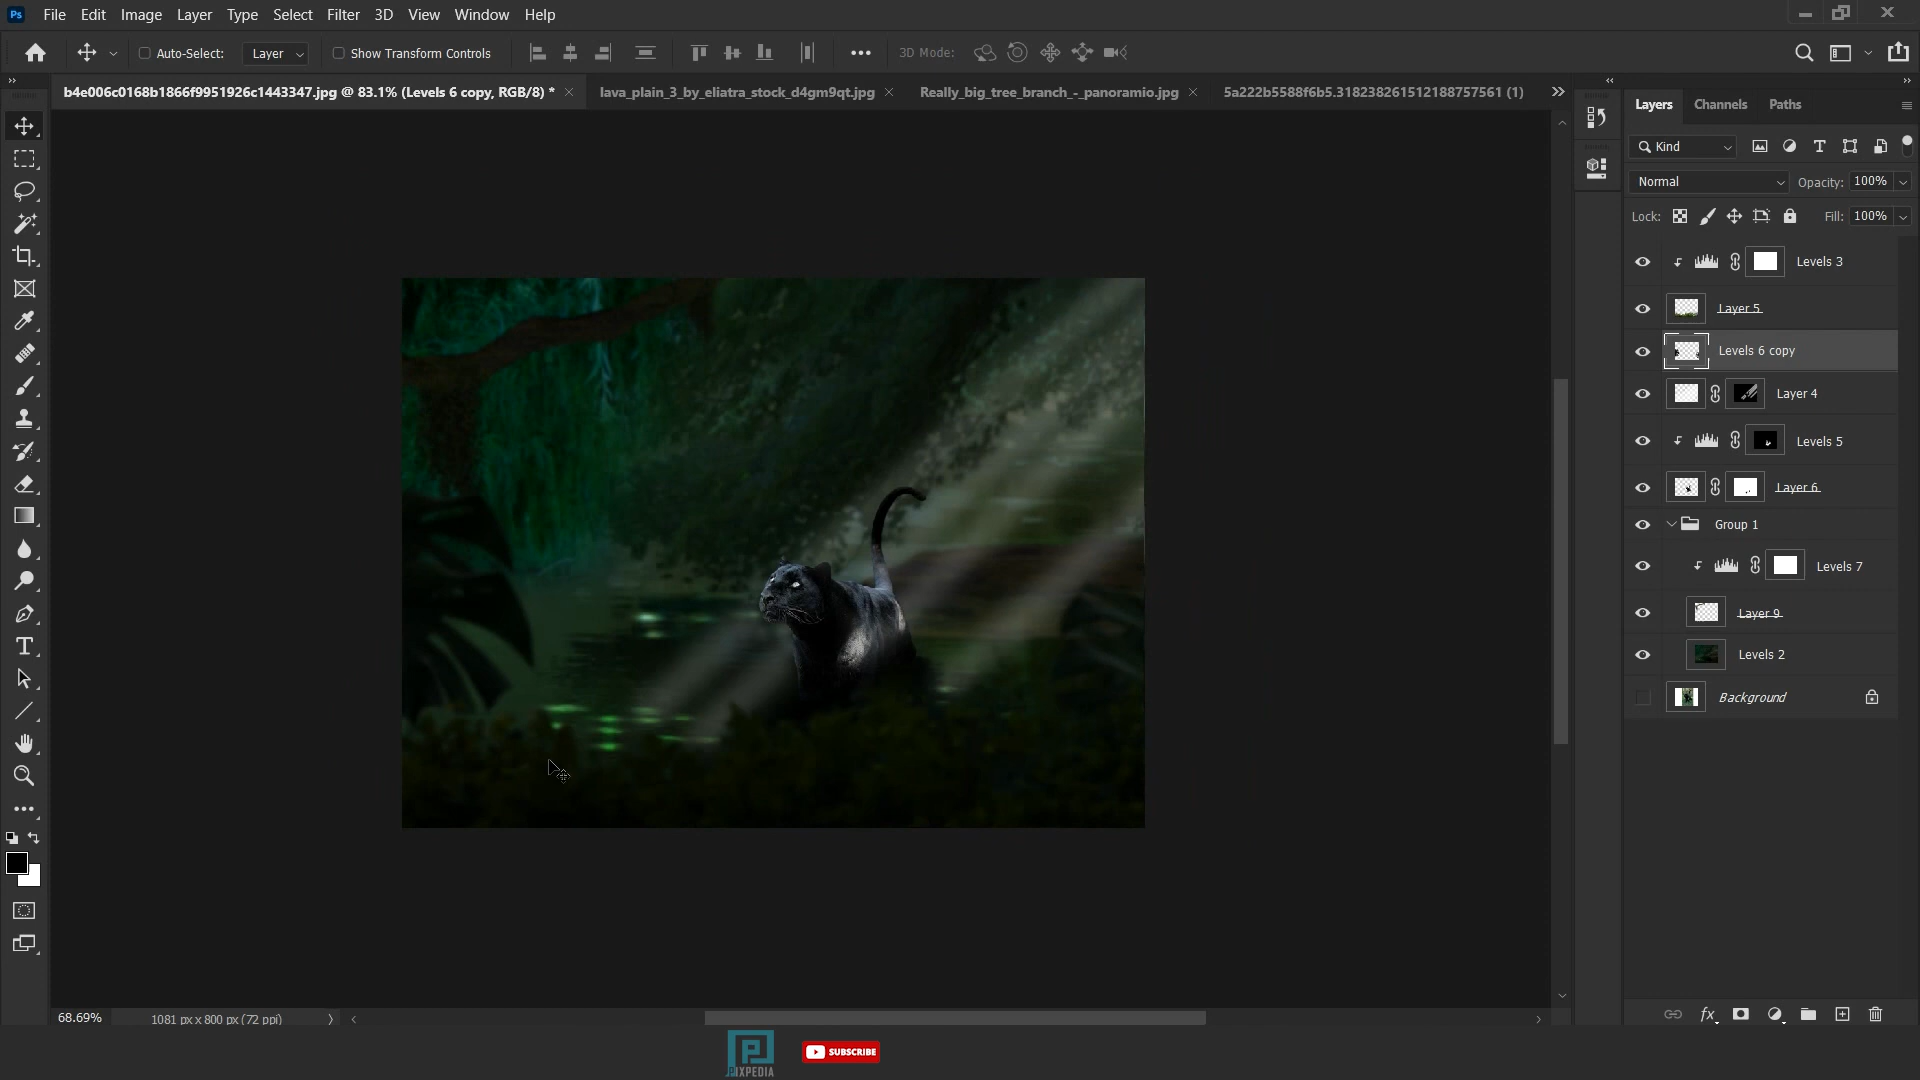 Ps File Edit Image Layer Type Select Filter 3D View Window Help
Auto-Select: Layer Show Transform Controls 3D Mode:
b4e006c0168b1866f9951926c1443347.jpg @ 83.1% (Levels 6 copy, RGB/8) * lava_plain_3_by_eliatra_stock_d4gm9qt.jpg Really_big_tree_branch_-_panoramio.jpg 5a222b5588f6b5.318238261512188757561 (1)
Layers Channels Paths
Kind
Normal Opacity: 100%
Lock: Fill: 100%
Levels 3
Layer 5
Levels 6 copy
Layer 4
Levels 5
Layer 6
Group 1
Levels 7
Layer 9
Levels 2
Background
68.69% 1081 px x 800 px (72 ppi)
fx
PIXPEDIA
SUBSCRIBE